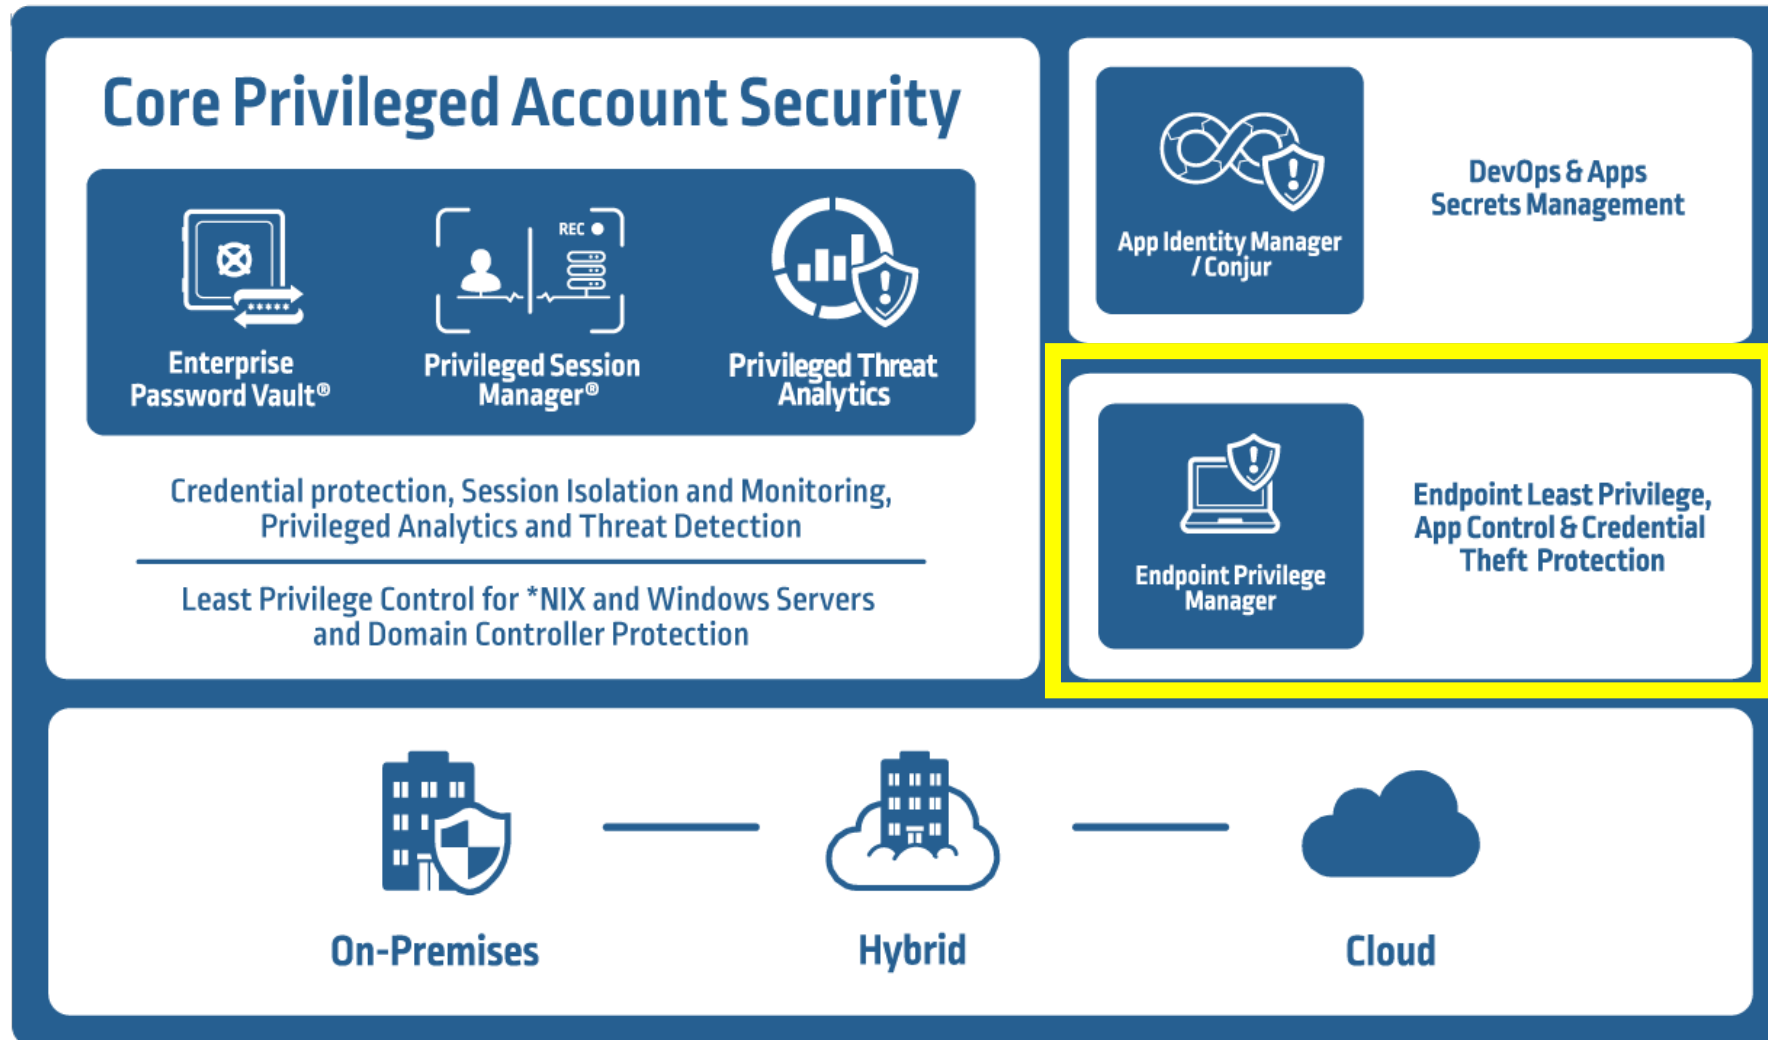 Core Privileged Account Security
REC
*****
Enterprise
Password Vault®
Privileged Session
Manager®
Privileged Threat
Analytics
Credential protection, Session Isolation and Monitoring,
Privileged Analytics and Threat Detection
Least Privilege Control for *NIX and Windows Servers
and Domain Controller Protection
App Identity Manager
/ Conjur
DevOps & Apps
Secrets Management
Endpoint Privilege
Manager
Endpoint Least Privilege,
App Control & Credential
Theft Protection
On-Premises
Hybrid
Cloud